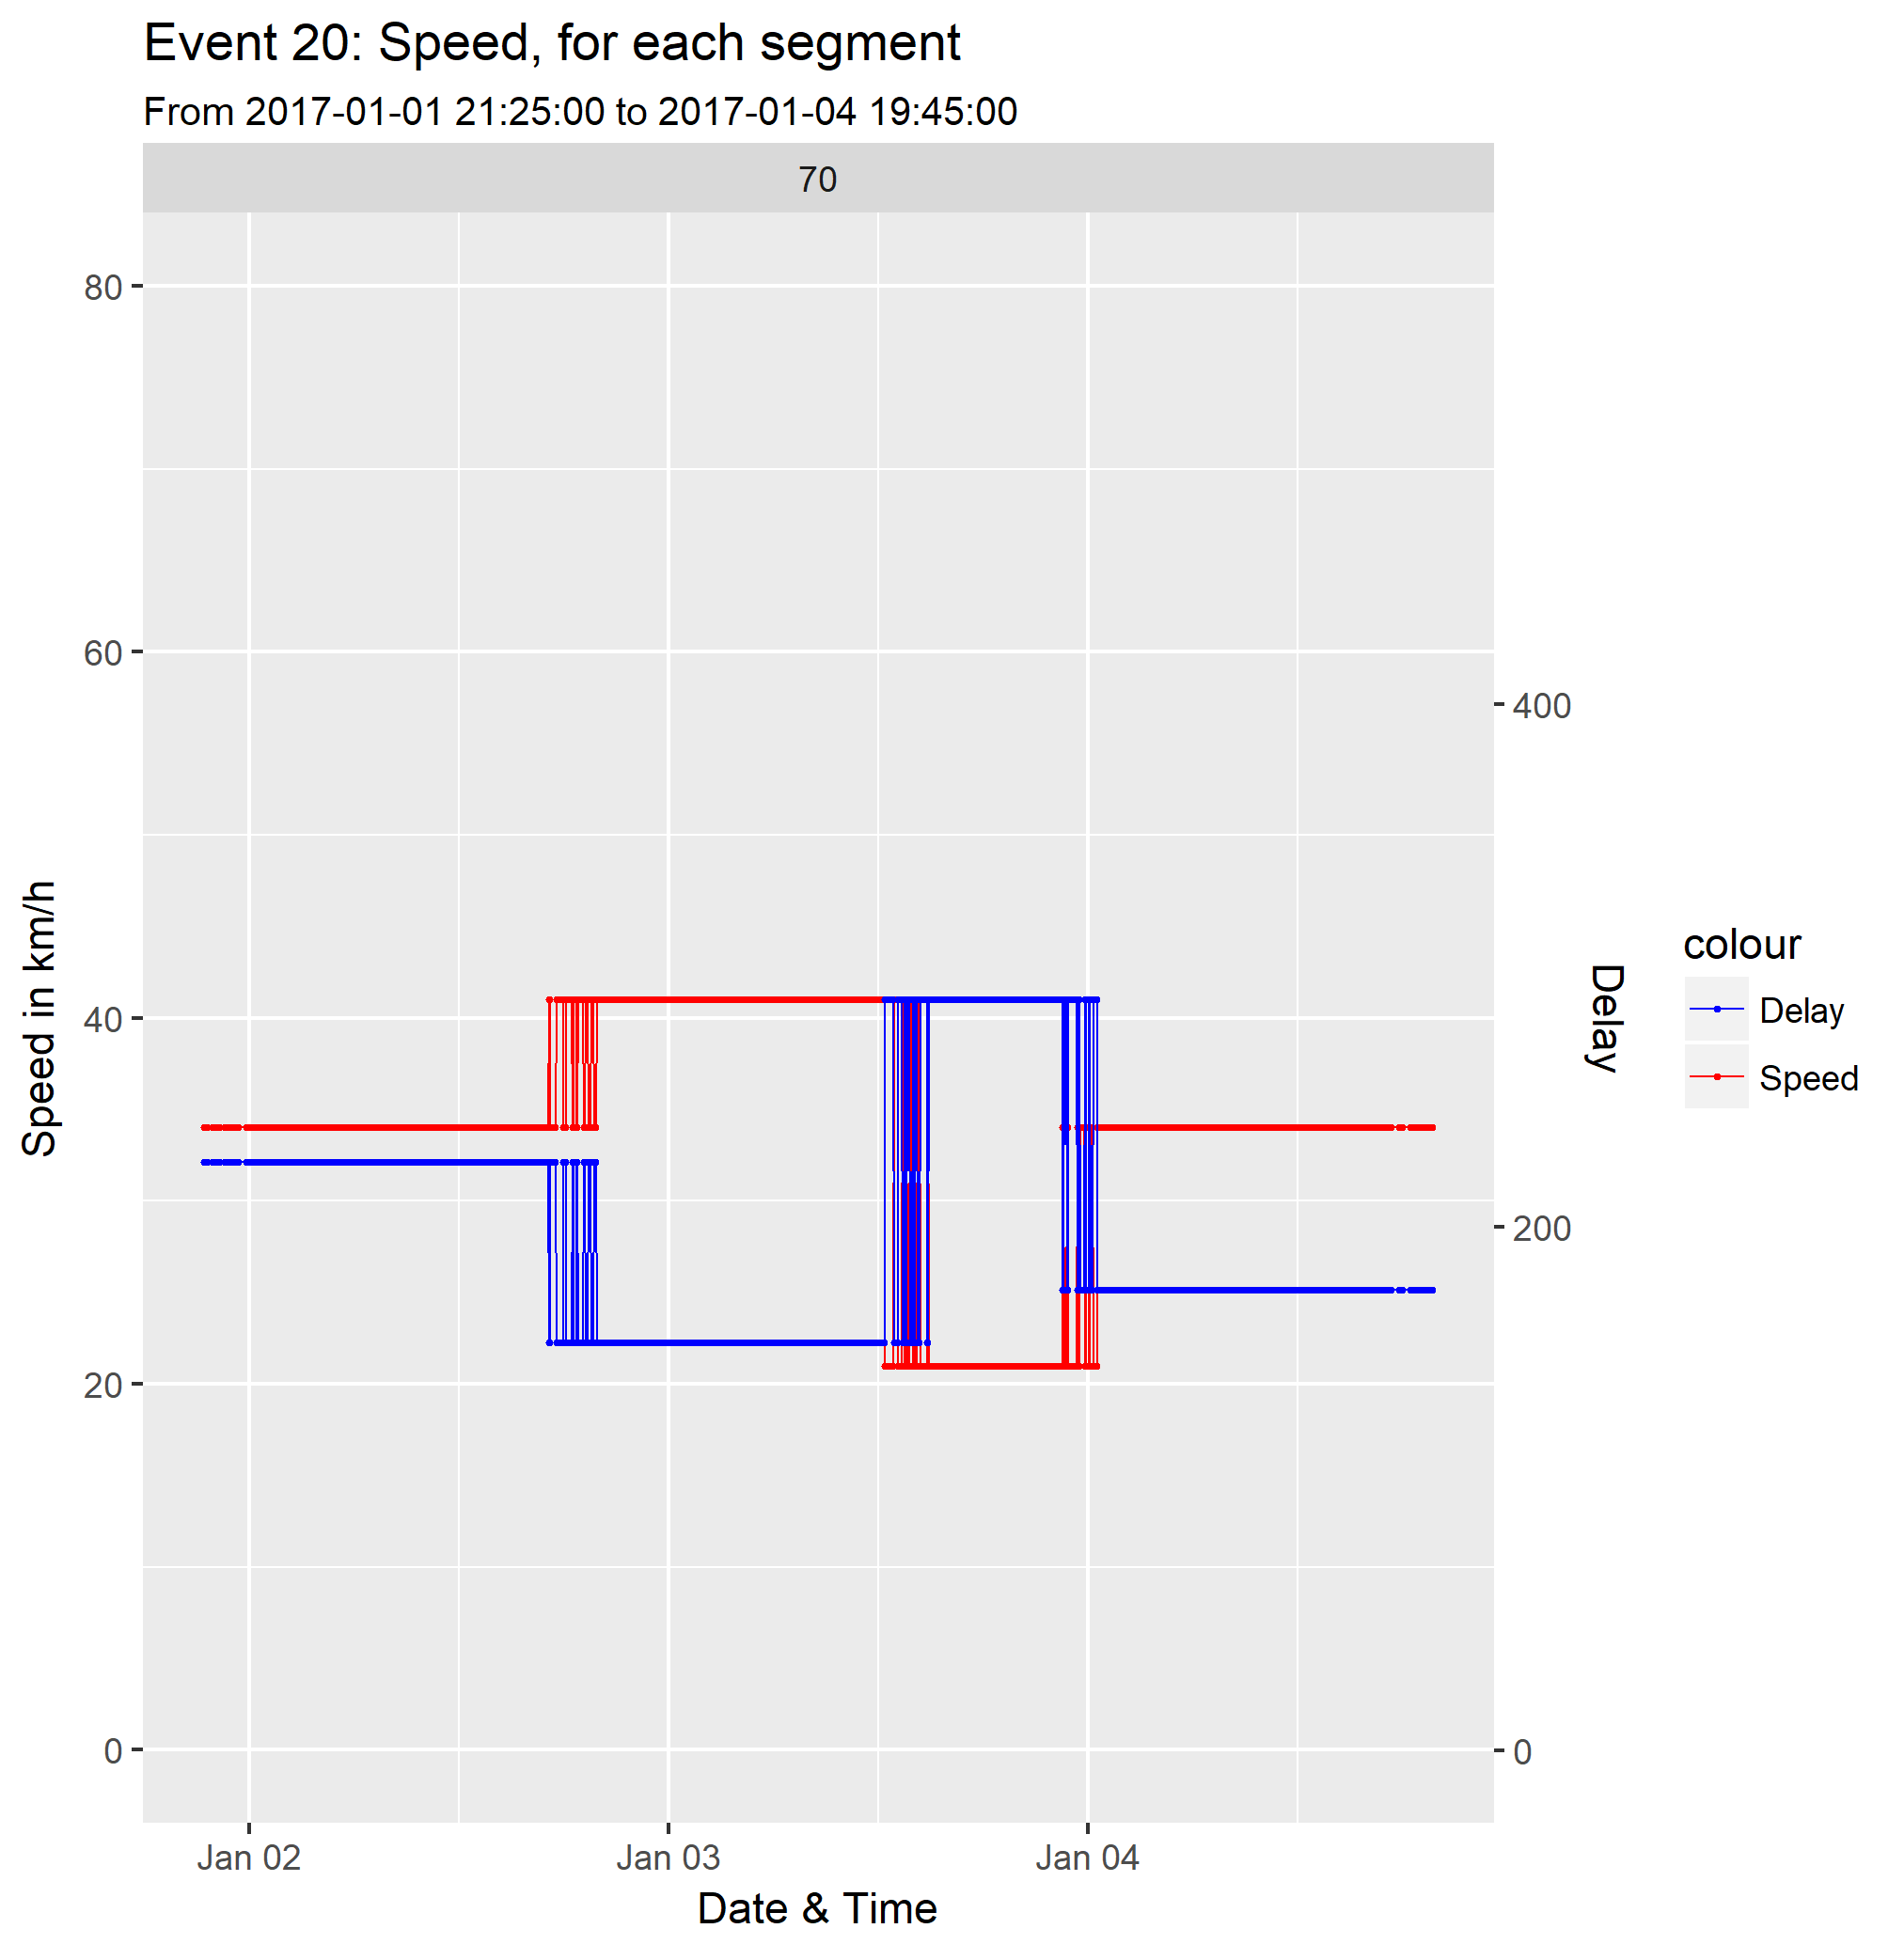 Event 20: Speed, for each segment
From 2017-01-01 21:25:00 to 2017-01-04 19:45:00
70
80
60
40
20
0
Speed in km/h
400
200
0
Delay
colour
Delay
Speed
Jan 02
Jan 03
Jan 04
Date & Time